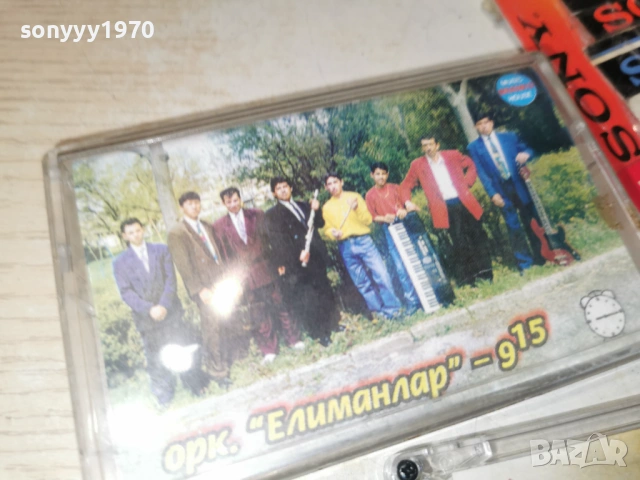 sonyyy1970
SONY
орк. "Елиманлар" – 9¹⁵
BAZAR